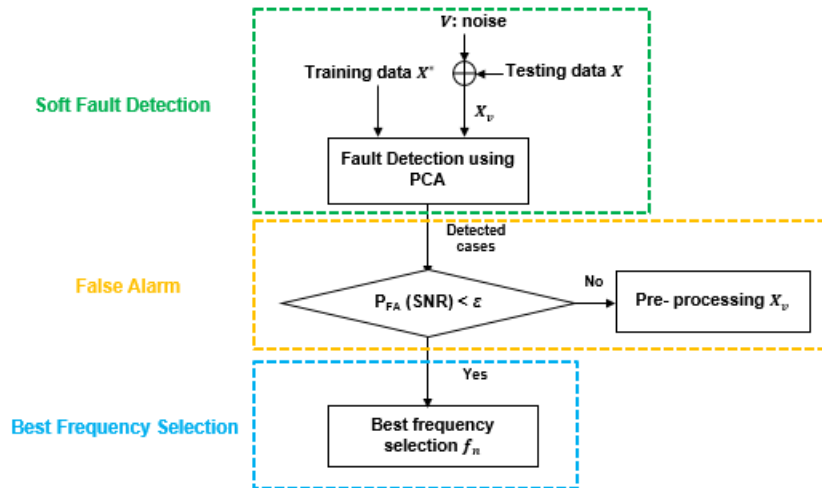 V: noise
Training data X*
Testing data X
Soft Fault Detection
X_v
Fault Detection using
PCA
Detected
cases
False Alarm
P_FA (SNR) < ε
No
Pre- processing X_v
Yes
Best Frequency Selection
Best frequency
selection f_n